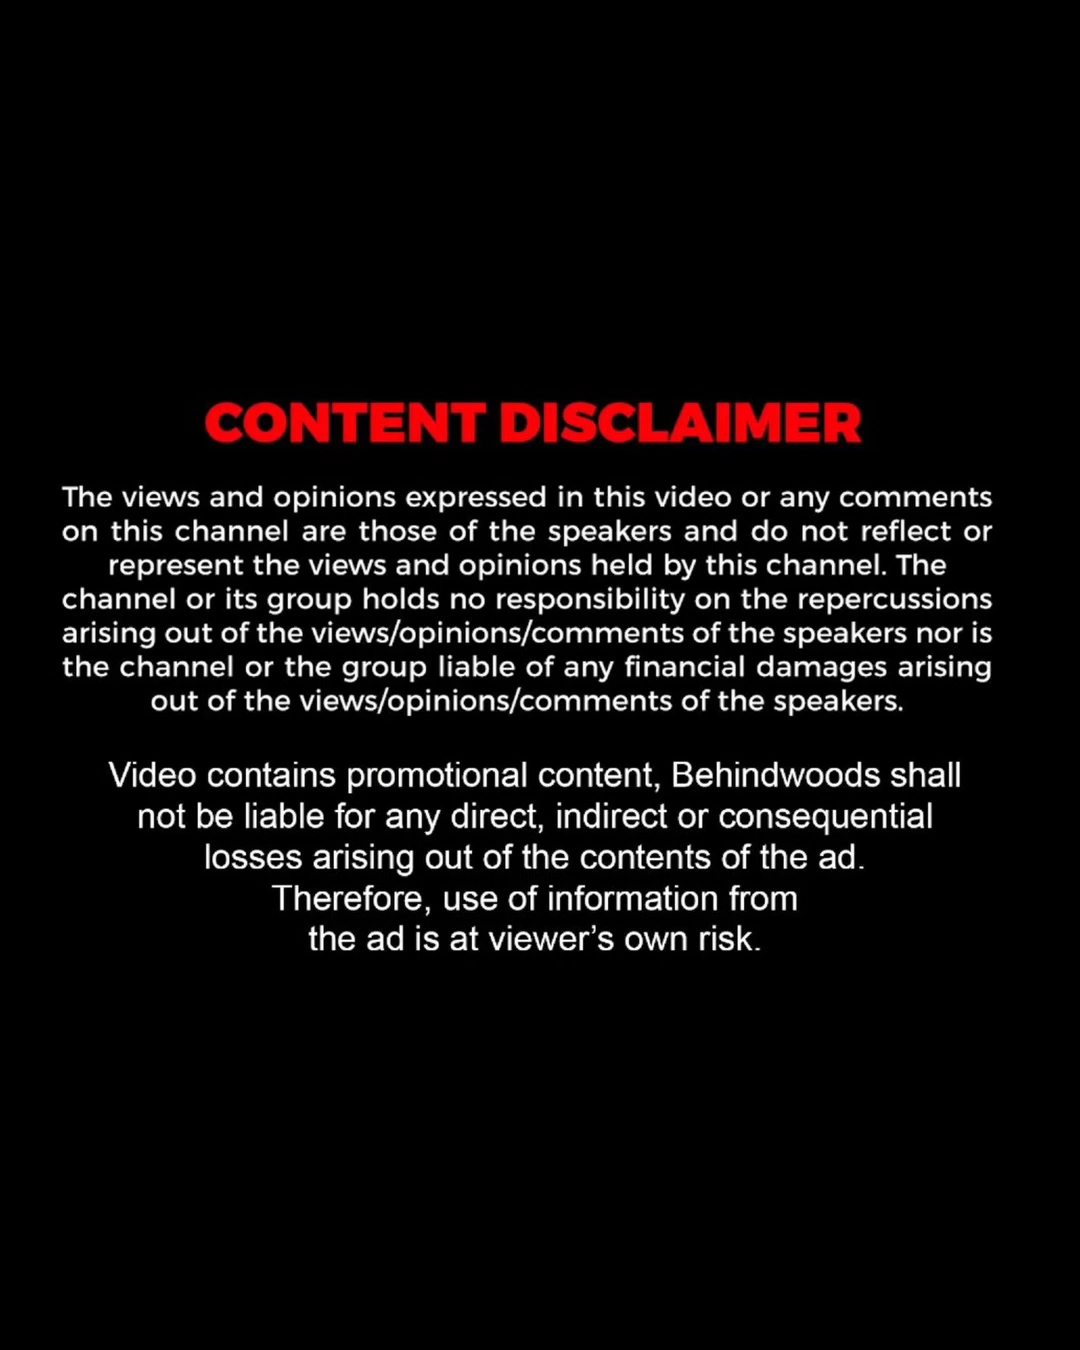 CONTENT DISCLAIMER
The views and opinions expressed in this video or any comments
on this channel are those of the speakers and do not reflect or
represent the views and opinions held by this channel. The
channel or its group holds no responsibility on the repercussions
arising out of the views/opinions/comments of the speakers nor is
the channel or the group liable of any financial damages arising
out of the views/opinions/comments of the speakers.
Video contains promotional content, Behindwoods shall
not be liable for any direct, indirect or consequential
losses arising out of the contents of the ad.
Therefore, use of information from
the ad is at viewer’s own risk.